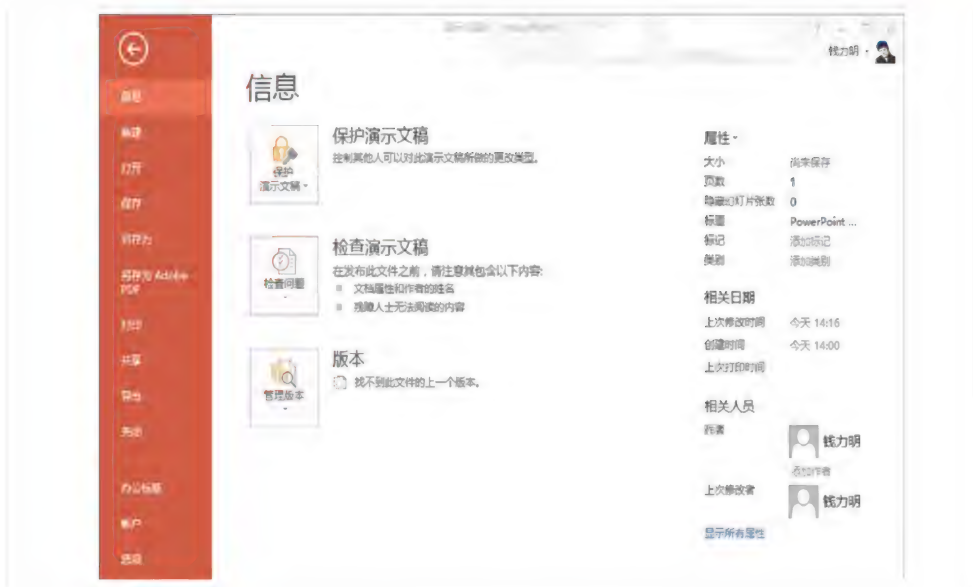 钱力明
信息
信息
保护演示文稿
控制其他人可以对此演示文稿所做的更改类型。
保护
演示文稿
检查演示文稿
在发布此文件之前，请注意其包含以下内容:
文档属性和作者的姓名
残障人士无法阅读的内容
检查问题
版本
找不到此文件的上一个版本。
管理版本
属性
大小 尚未保存
页数 1
隐藏幻灯片张数 0
标题 PowerPoint ...
标记 添加标记
类别 添加类别
相关日期
上次修改时间 今天 14:16
创建时间 今天 14:00
上次打印时间
相关人员
作者 钱力明
添加作者
上次修改者 钱力明
显示所有属性
新建
打开
保存
另存为
另存为 Adobe
PDF
打印
共享
导出
关闭
帐户